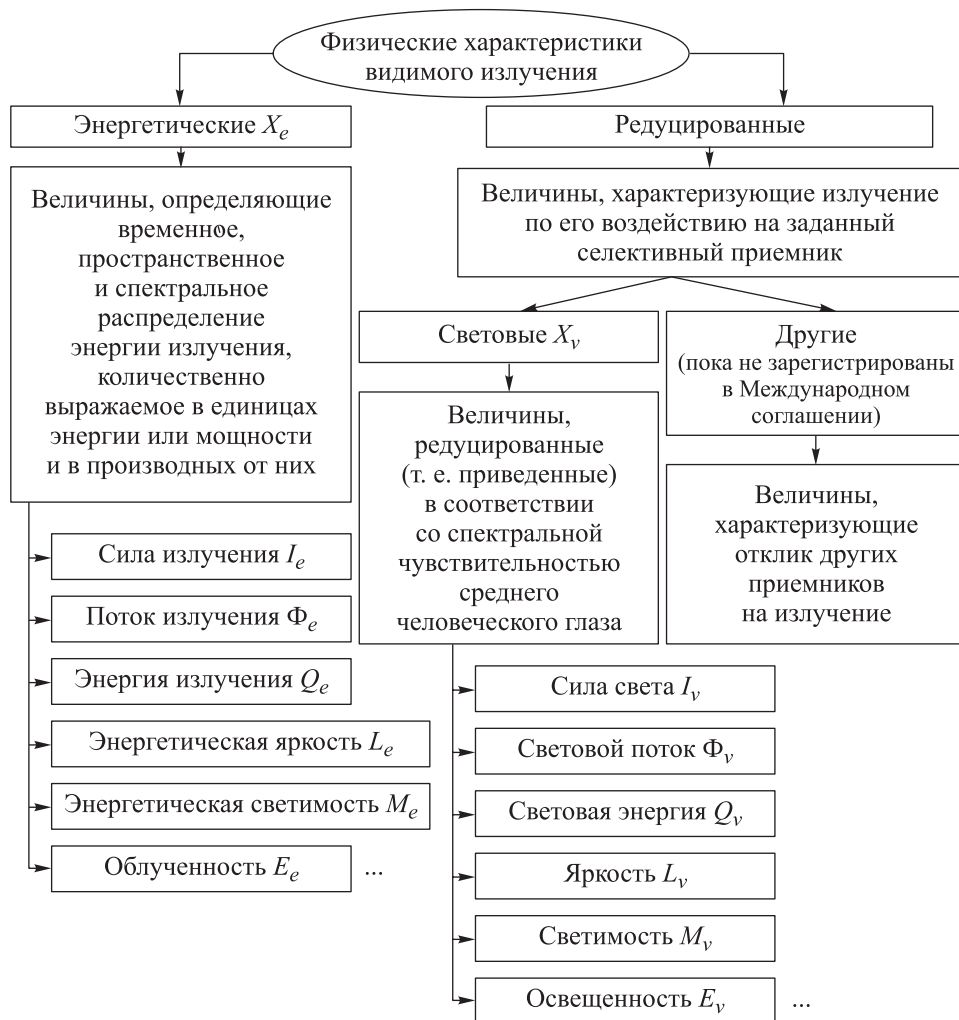 Физические характеристики
видимого излучения
Энергетические Xe
Величины, определяющие
временное,
пространственное
и спектральное
распределение
энергии излучения,
количественно
выражаемое в единицах
энергии или мощности
и в производных от них
Сила излучения Ie
Поток излучения Фe
Энергия излучения Qe
Энергетическая яркость Le
Энергетическая светимость Me
Облученность Ee ...
Редуцированные
Величины, характеризующие излучение
по его воздействию на заданный
селективный приемник
Световые Xv
Величины,
редуцированные
(т. е. приведенные)
в соответствии
со спектральной
чувствительностью
среднего
человеческого глаза
Сила света Iv
Световой поток Фv
Световая энергия Qv
Яркость Lv
Светимость Mv
Освещенность Ev ...
Другие
(пока не зарегистрированы
в Международном
соглашении)
Величины,
характеризующие
отклик других
приемников
на излучение